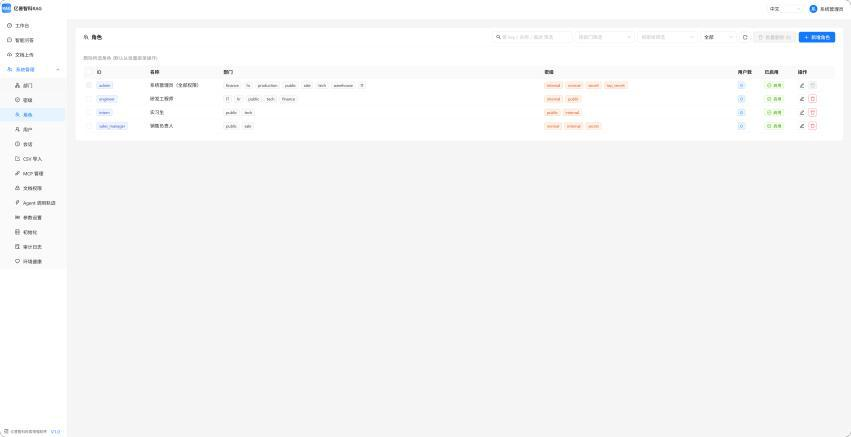 亿赛智科RAG
中文
系统管理员
工作台
智能问答
文档上传
系统管理
部门
密级
角色
用户
会话
CSV 导入
MCP 管理
文档权限
Agent 调用轨迹
参数设置
初始化
审计日志
环境健康
V1.0
角色
按部门筛选
全部
批量删除 (0)
+ 新增角色
ID 名称 部门 密级 用户数 已启用 操作
admin 系统管理员（全部权限） finance hr production public sale tech warehouse IT internal normal secret top_secret 0 启用
engineer 研发工程师 IT hr public tech finance internal public 0 启用
intern 实习生 public tech public internal 0 启用
sales_manager 销售负责人 public sale normal internal secret 0 启用